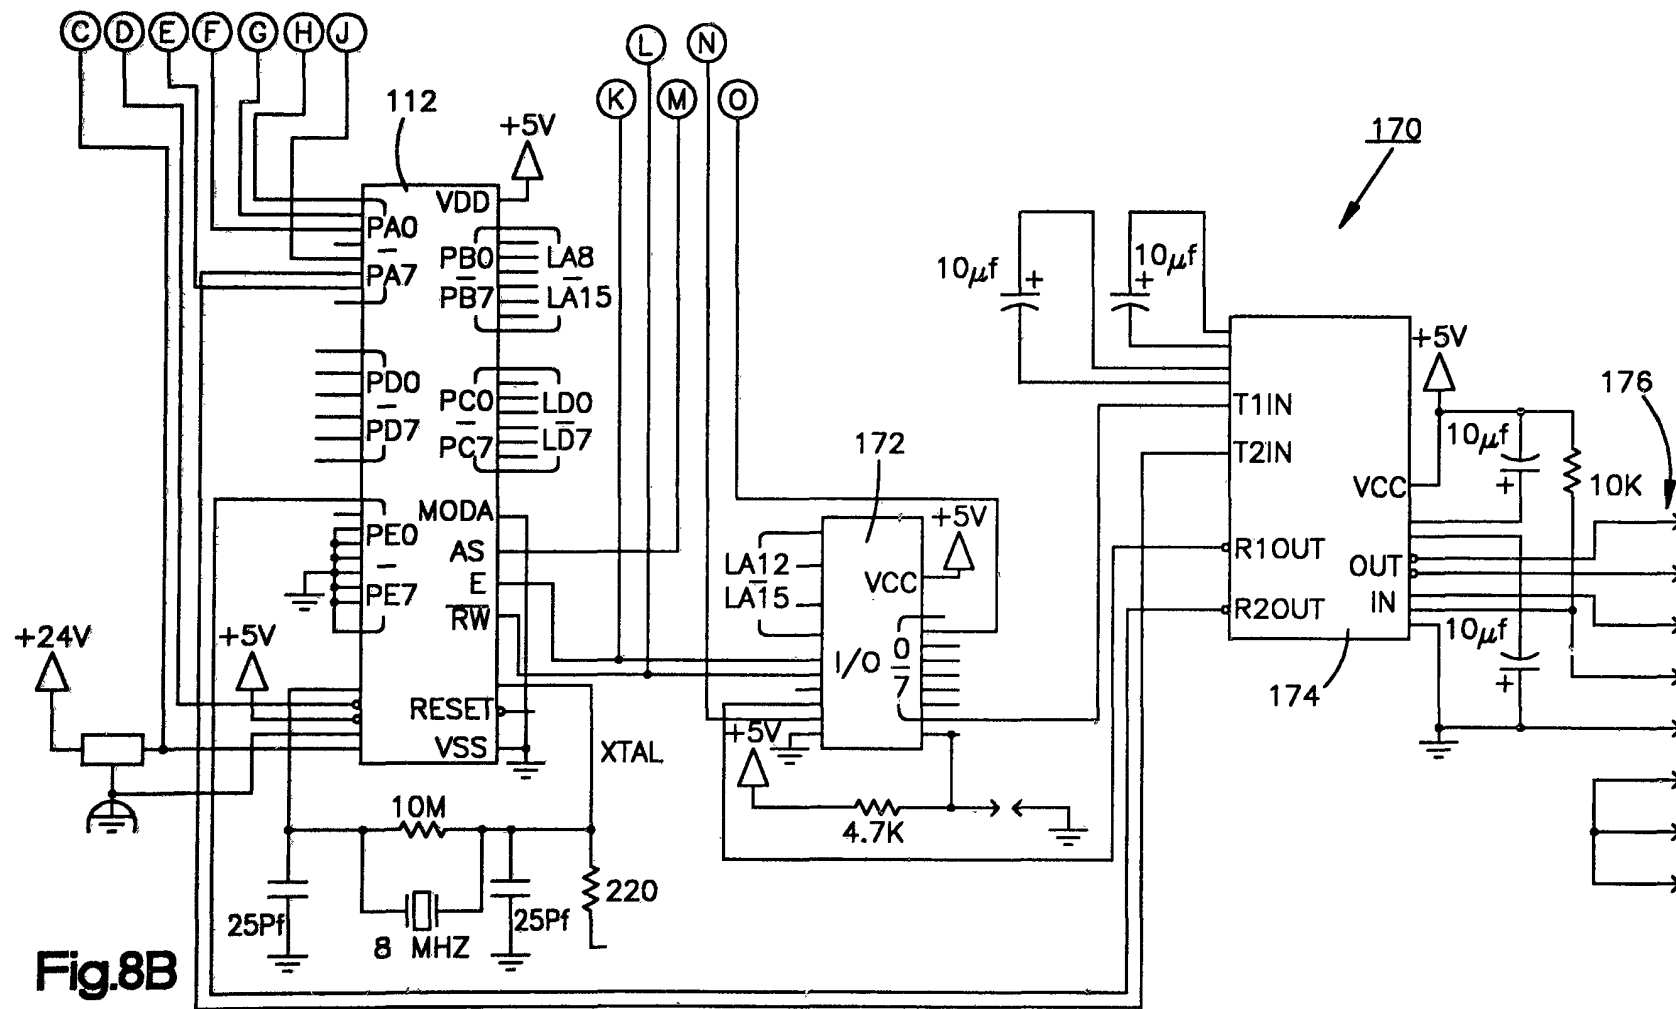 C D E F G H J
L N
K M O
112
+5V
170
VDD
PA0
PA7
PB0 LA8
PB7 LA15
10µf
10µf
+5V
176
PD0
PD7
PC0 LD0
PC7 LD7
T1IN
T2IN
10µf
10K
VCC
172
MODA
AS
E
RW
PE0
PE7
+5V
LA12
LA15
VCC
I/O 0
7
R1OUT
R2OUT
OUT
IN
10µf
174
+24V
+5V
RESET
VSS
XTAL
+5V
4.7K
10M
25Pf
8 MHZ
25Pf
220
Fig.8B